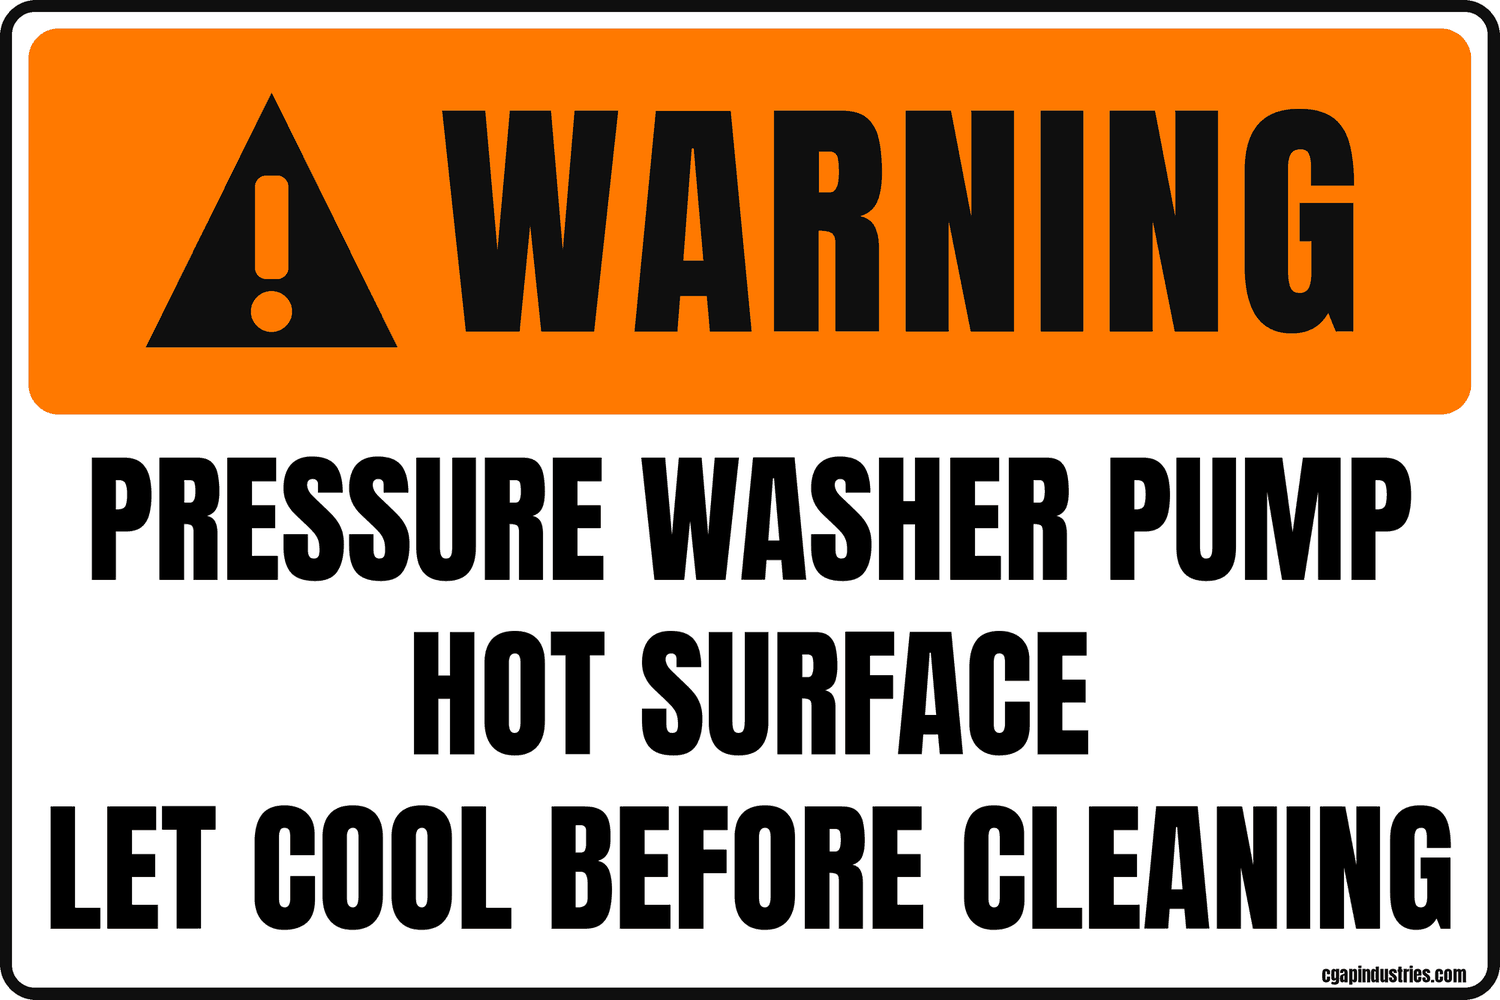 WARNING
PRESSURE WASHER PUMP
HOT SURFACE
LET COOL BEFORE CLEANING
cgapindustries.com